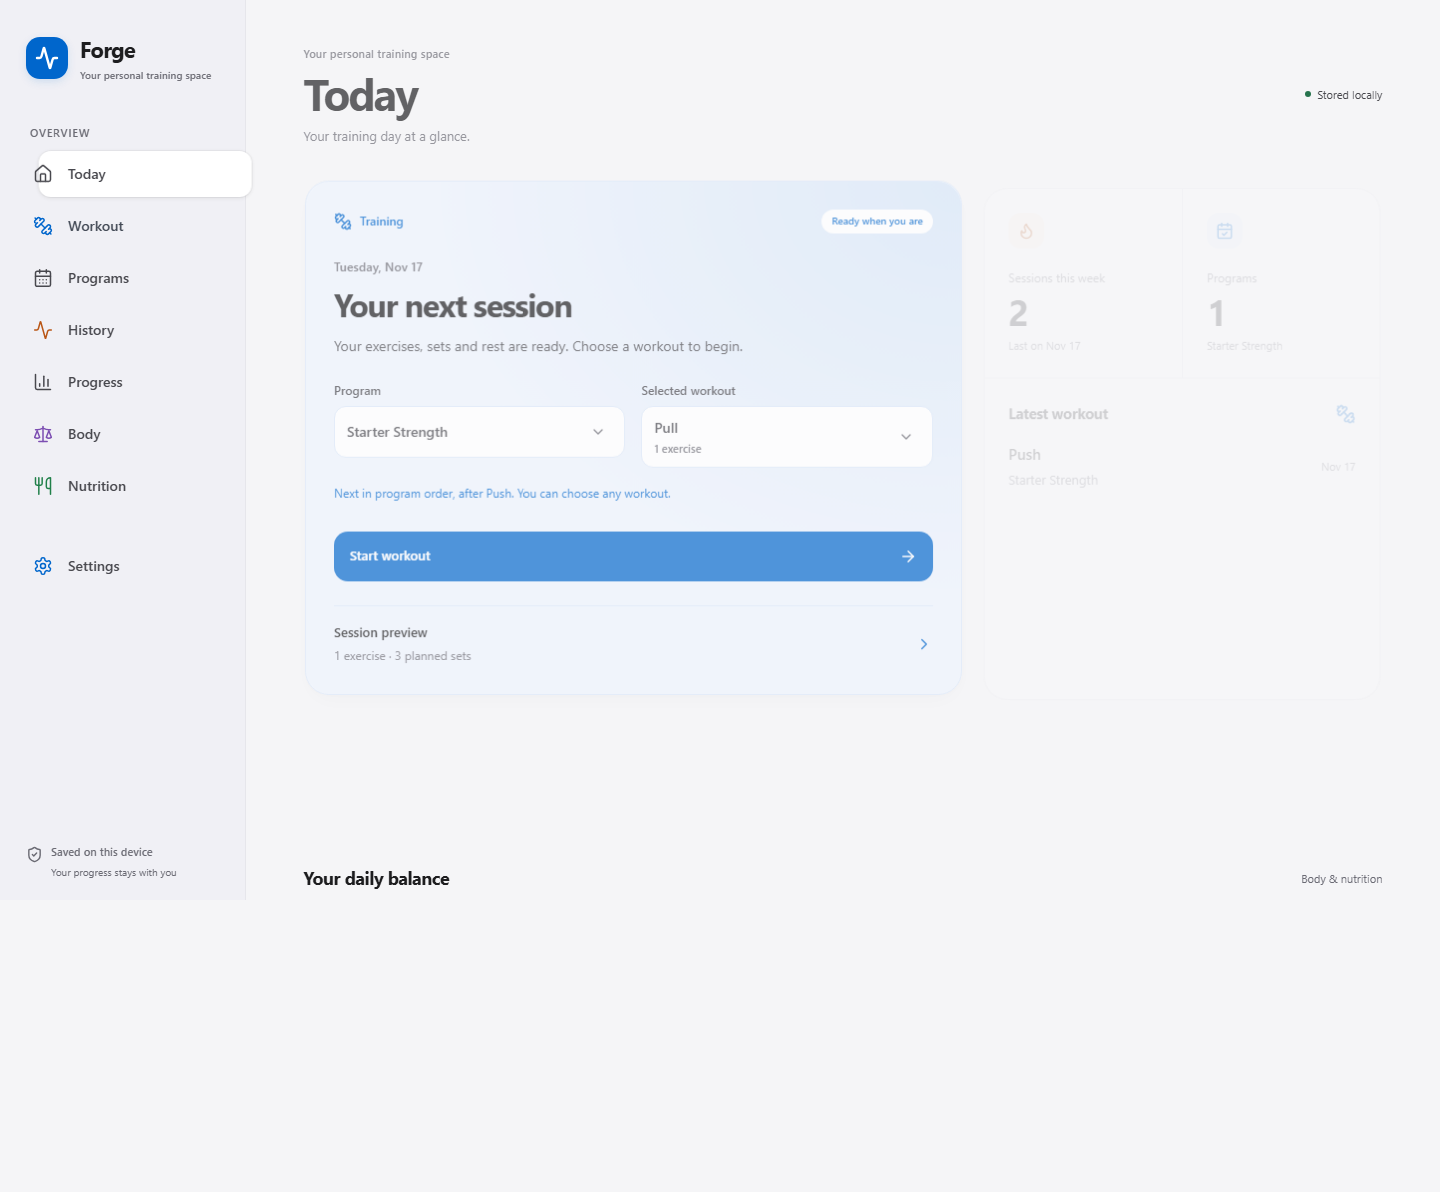 Forge
Your personal training space
OVERVIEW
Today
Workout
Programs
History
Progress
Body
Nutrition
Settings
Saved on this device
Your progress stays with you
Your personal training space
Today
Your training day at a glance.
Stored locally
Training
Ready when you are
Tuesday, Nov 17
Your next session
Your exercises, sets and rest are ready. Choose a workout to begin.
Program
Starter Strength
Selected workout
Pull
1 exercise
Next in program order, after Push. You can choose any workout.
Start workout
Session preview
1 exercise · 3 planned sets
Sessions this week
2
Last on Nov 17
Programs
1
Starter Strength
Latest workout
Push
Starter Strength
Nov 17
Your daily balance
Body & nutrition